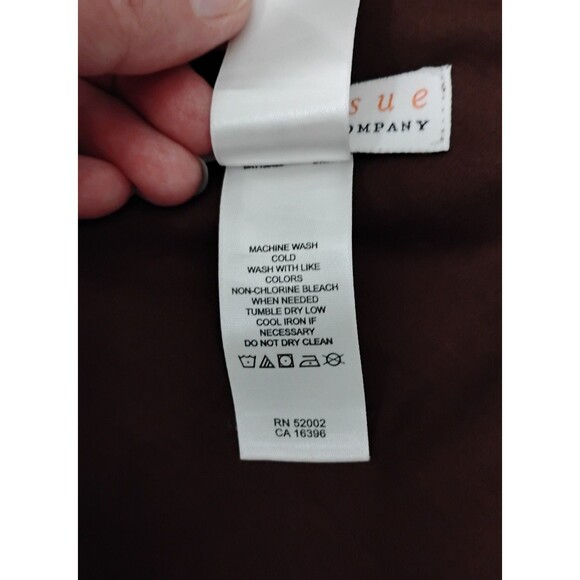 sue
OMPANY
MACHINE WASH
COLD
WASH WITH LIKE
COLORS
NON-CHLORINE BLEACH
WHEN NEEDED
TUMBLE DRY LOW
COOL IRON IF
NECESSARY
DO NOT DRY CLEAN
RN 52002
CA 16396